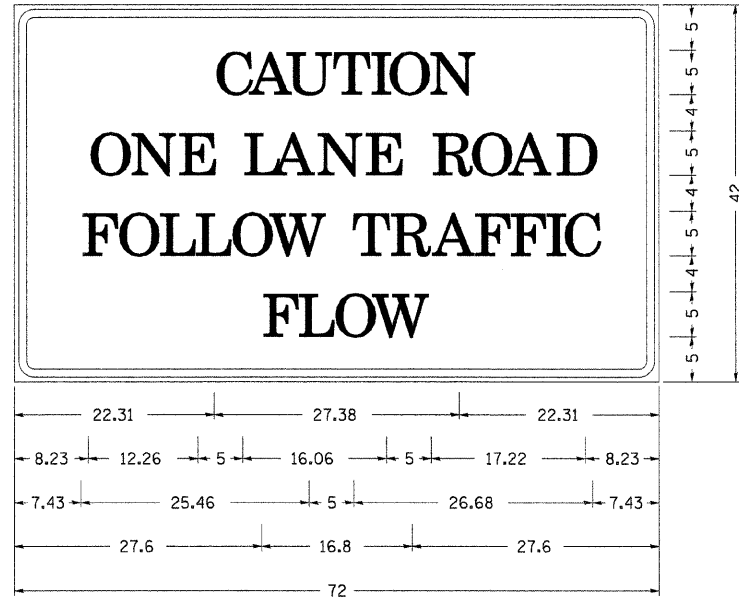 CAUTION
ONE LANE ROAD
FOLLOW TRAFFIC
FLOW
5
5
4
5
4
5
4
5
5
42
22.31 27.38 22.31
8.23 12.26 5 16.06 5 17.22 8.23
7.43 25.46 5 26.68 7.43
27.6 16.8 27.6
72